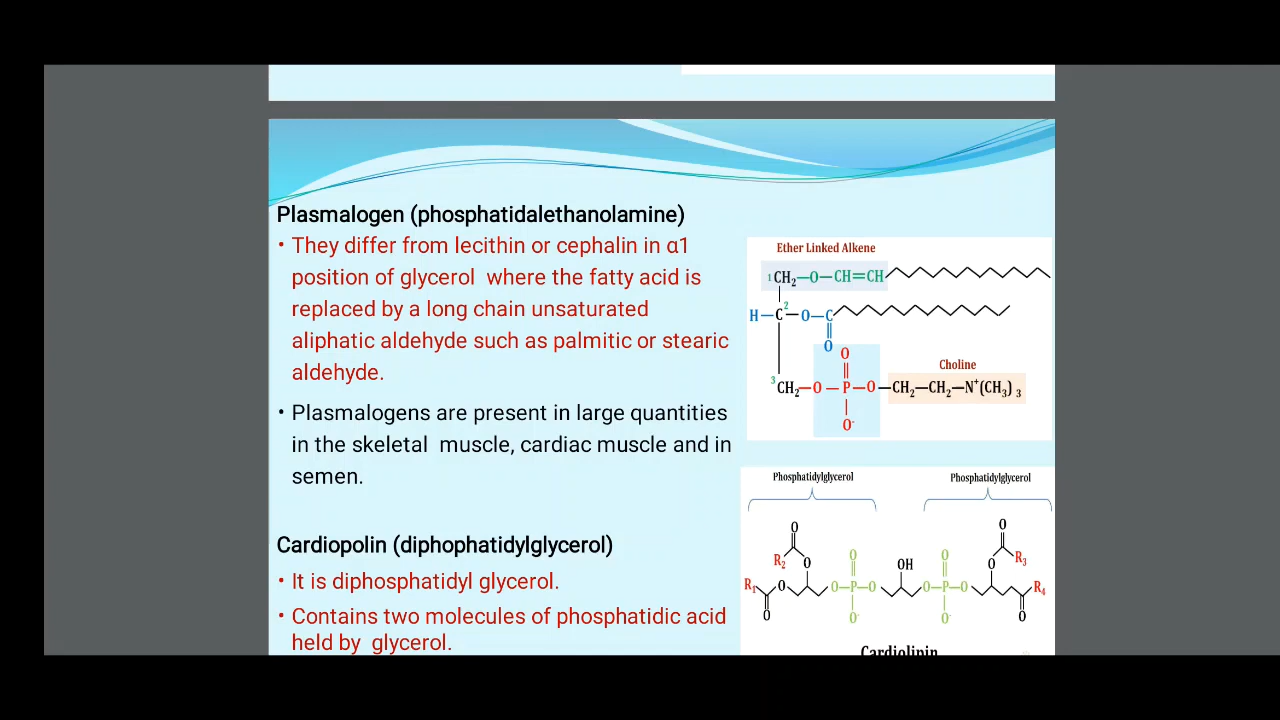 Plasmalogen (phosphatidalethanolamine)
• They differ from lecithin or cephalin in α1
position of glycerol where the fatty acid is
replaced by a long chain unsaturated
aliphatic aldehyde such as palmitic or stearic
aldehyde.
• Plasmalogens are present in large quantities
in the skeletal muscle, cardiac muscle and in
semen.
Cardiopolin (diphophatidylglycerol)
• It is diphosphatidyl glycerol.
• Contains two molecules of phosphatidic acid
held by glycerol.
Ether Linked Alkene
1CH2—O—CH=CH
H—C2—O—C
O
O
Choline
3CH2—O—P—O—CH2—CH2—N+(CH3)3
O-
Phosphatidylglycerol Phosphatidylglycerol
O O
R2 O O OH O O R3
R1 O O—P—O O—P—O R4
O O- O- O
Cardiolipin